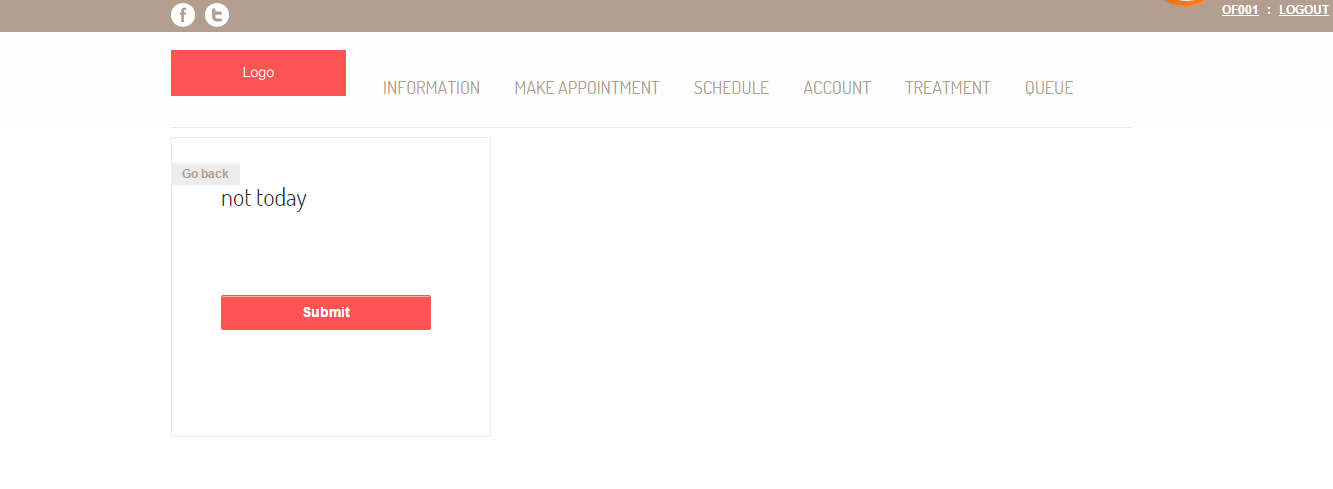 OF001 : LOGOUT
Logo
INFORMATION MAKE APPOINTMENT SCHEDULE ACCOUNT TREATMENT QUEUE
Go back
not today
Submit